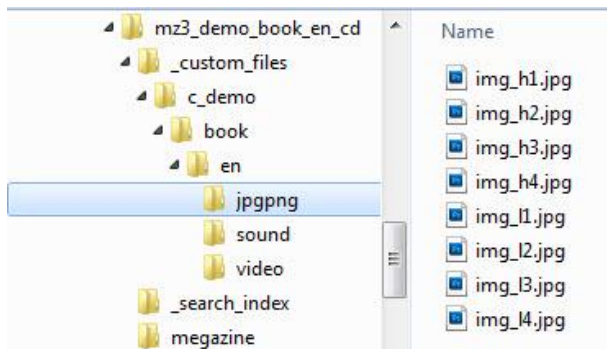 mz3_demo_book_en_cd
_custom_files
c_demo
book
en
jpgpng
sound
video
_search_index
megazine
Name
img_h1.jpg
img_h2.jpg
img_h3.jpg
img_h4.jpg
img_l1.jpg
img_l2.jpg
img_l3.jpg
img_l4.jpg